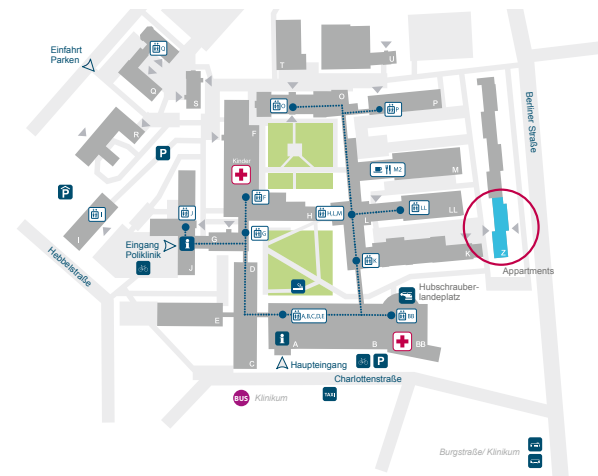 Einfahrt
Parken
Q
Q
S
R
T
U
O
O
P
P
F
Kinder
M2
M
F
J
I
I
H
H,L,M
L
LL
LL
G
G
Eingang
Poliklinik
i
J
Hebbelstraße
D
K
K
Z
Appartments
Berliner Straße
Hubschrauber-
landeplatz
E
A,B,C,D,E
BB
i
A
B
BB
C
Haupteingang
P
P
P
Charlottenstraße
BUS
Klinikum
TAXI
Burgstraße/ Klinikum